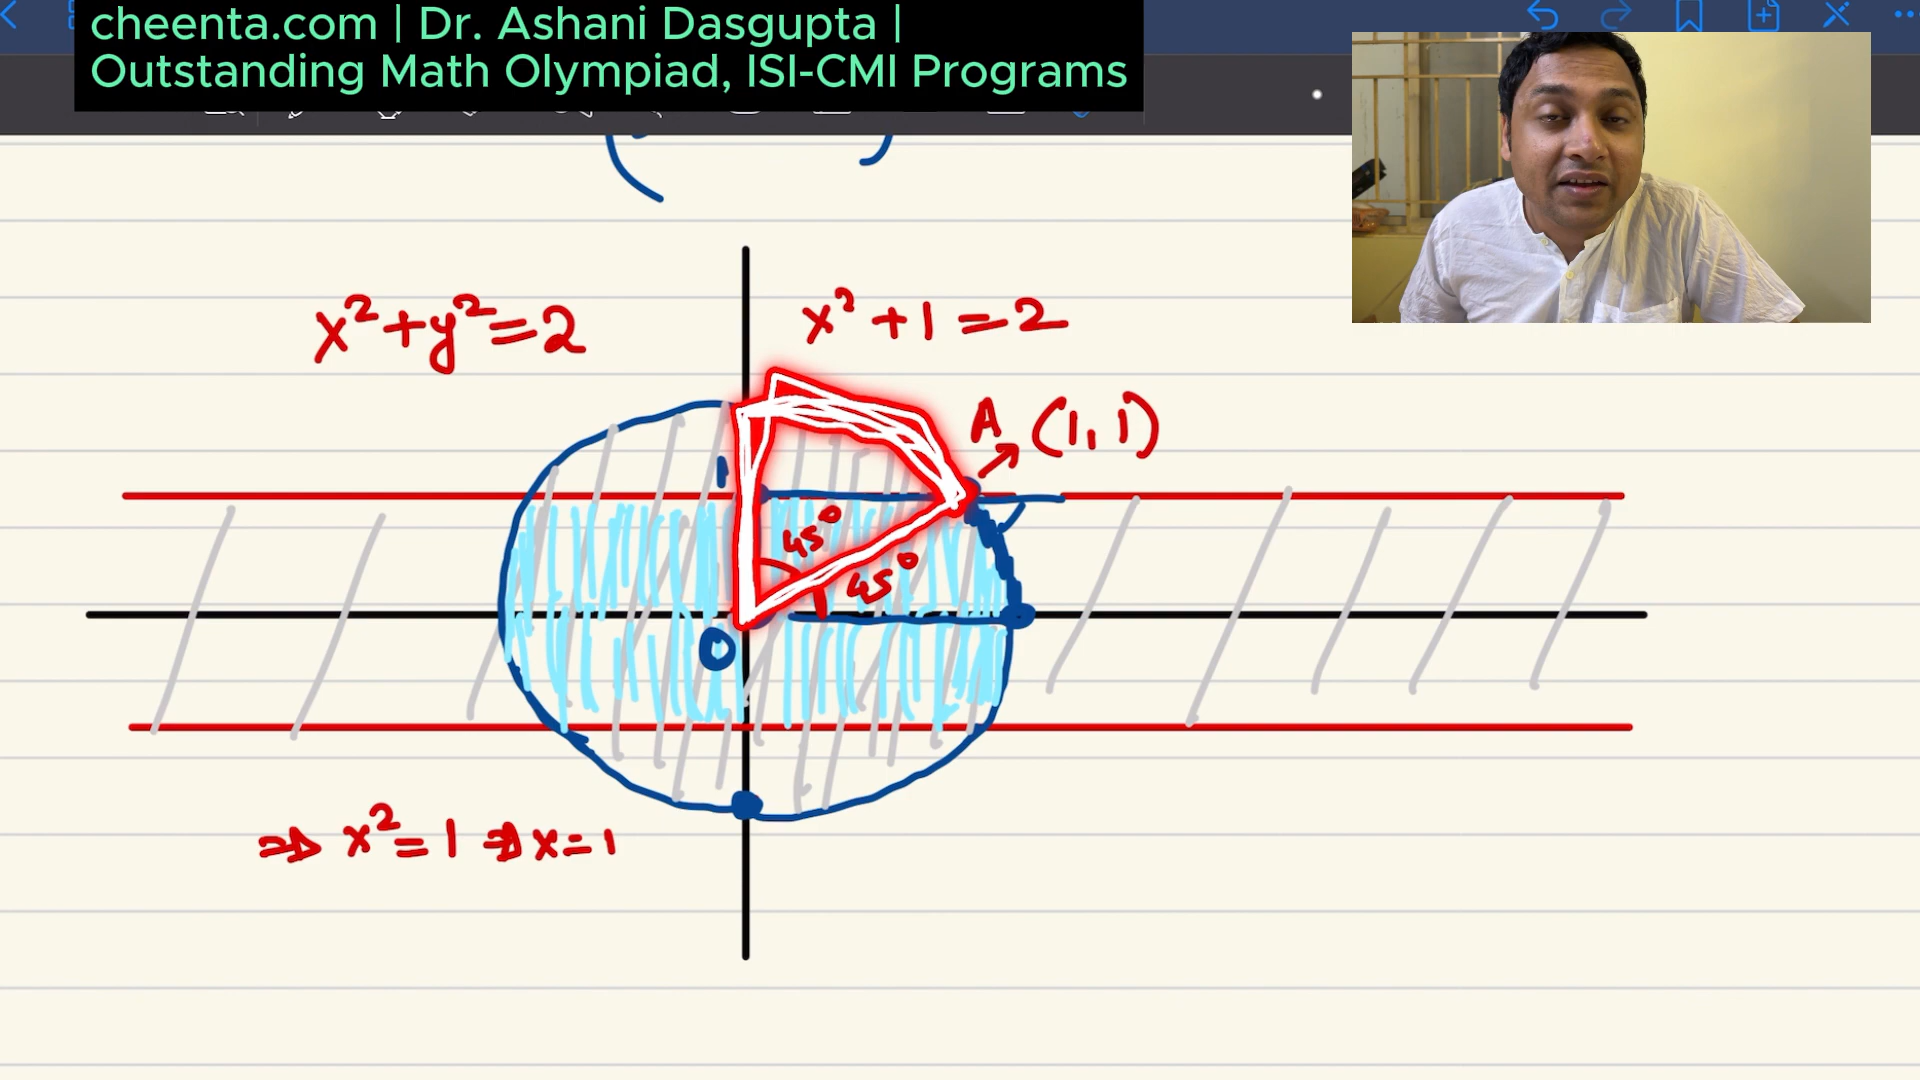 cheenta.com | Dr. Ashani Dasgupta |
Outstanding Math Olympiad, ISI-CMI Programs
x²+y²=2
x²+1=2
A (1,1)
1
45°
45°
O
⇒ x²=1 ⇒ x=1